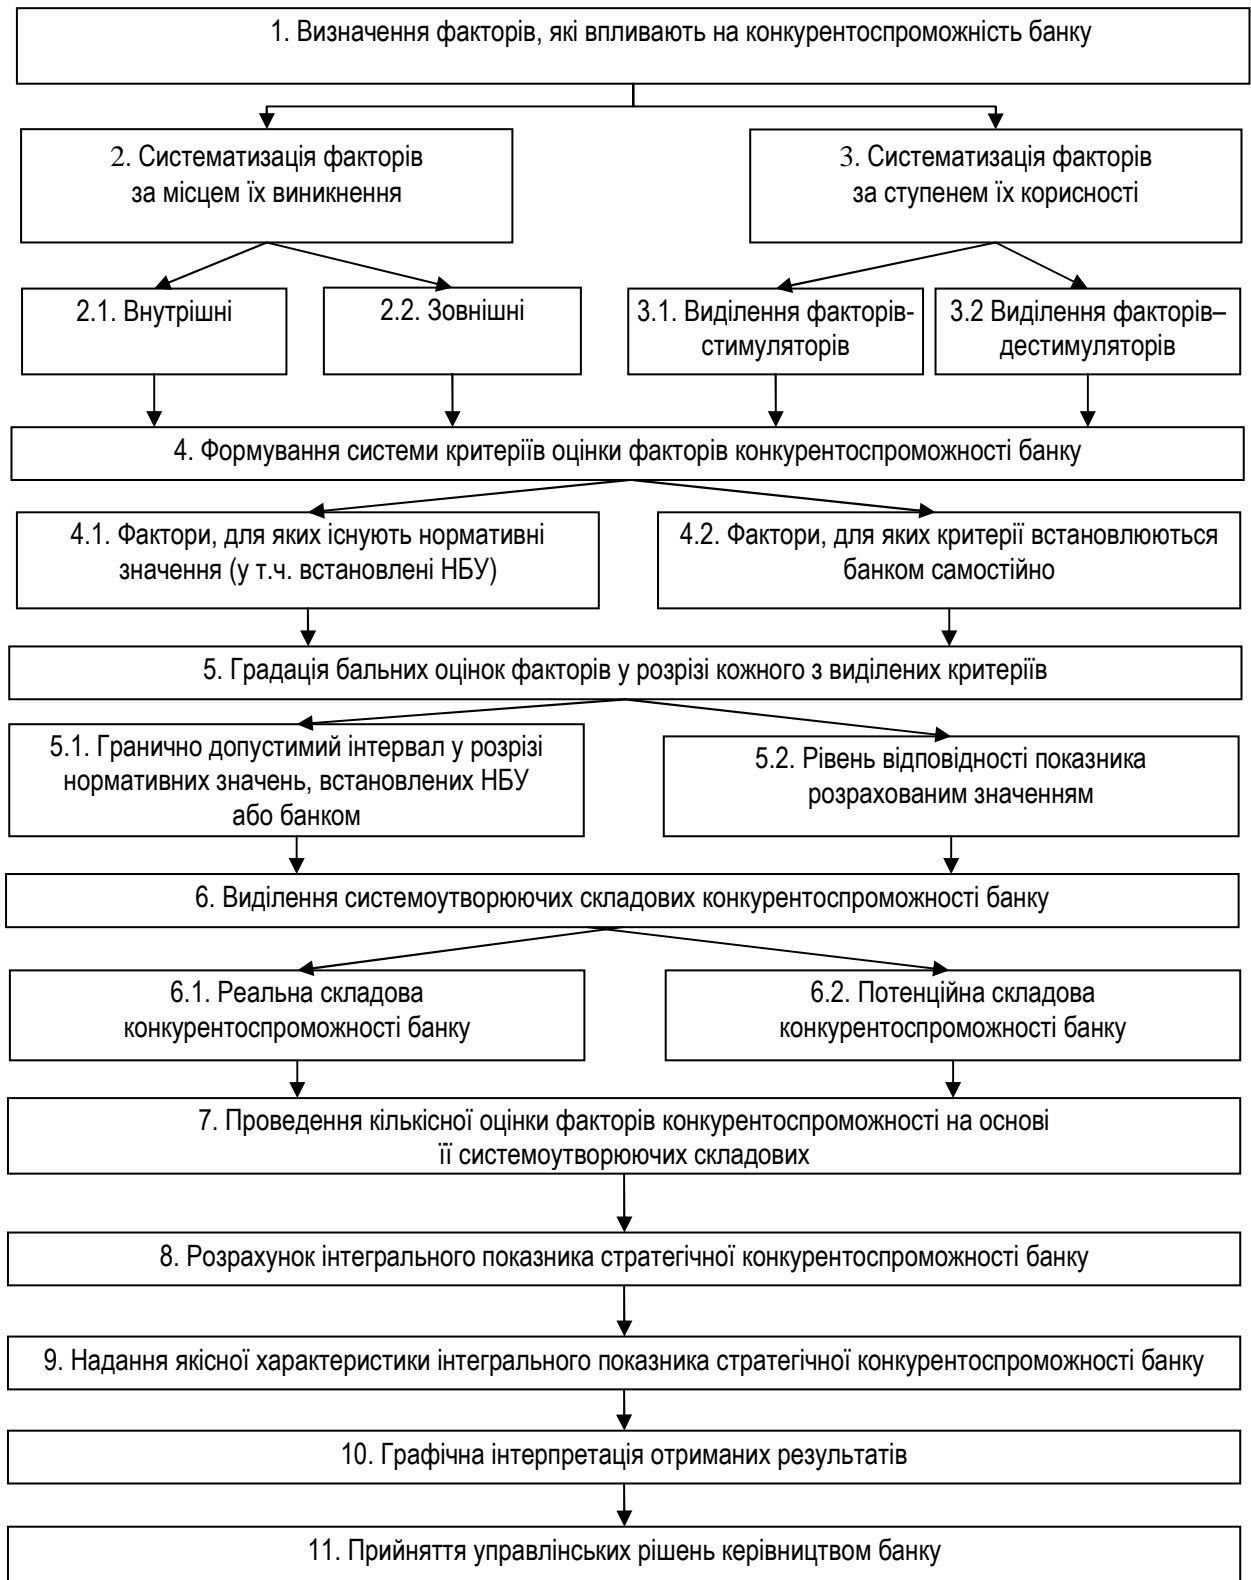 1. Визначення факторів, які впливають на конкурентоспроможність банку
2. Систематизація факторів
за місцем їх виникнення
3. Систематизація факторів
за ступенем їх корисності
2.1. Внутрішні
2.2. Зовнішні
3.1. Виділення факторів-
стимуляторів
3.2 Виділення факторів–
дестимуляторів
4. Формування системи критеріїв оцінки факторів конкурентоспроможності банку
4.1. Фактори, для яких існують нормативні
значення (у т.ч. встановлені НБУ)
4.2. Фактори, для яких критерії встановлюються
банком самостійно
5. Градація бальних оцінок факторів у розрізі кожного з виділених критеріїв
5.1. Гранично допустимий інтервал у розрізі
нормативних значень, встановлених НБУ
або банком
5.2. Рівень відповідності показника
розрахованим значенням
6. Виділення системоутворюючих складових конкурентоспроможності банку
6.1. Реальна складова
конкурентоспроможності банку
6.2. Потенційна складова
конкурентоспроможності банку
7. Проведення кількісної оцінки факторів конкурентоспроможності на основі
її системоутворюючих складових
8. Розрахунок інтегрального показника стратегічної конкурентоспроможності банку
9. Надання якісної характеристики інтегрального показника стратегічної конкурентоспроможності банку
10. Графічна інтерпретація отриманих результатів
11. Прийняття управлінських рішень керівництвом банку